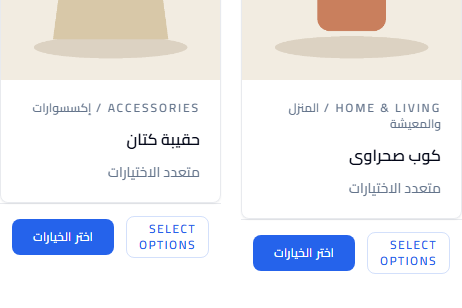 HOME & LIVING / المنزل
والمعيشة
كوب صحراوى
متعدد الاختيارات
SELECT
OPTIONS
اختر الخيارات
ACCESSORIES / إكسسوارات
حقيبة كتان
متعدد الاختيارات
SELECT
OPTIONS
اختر الخيارات